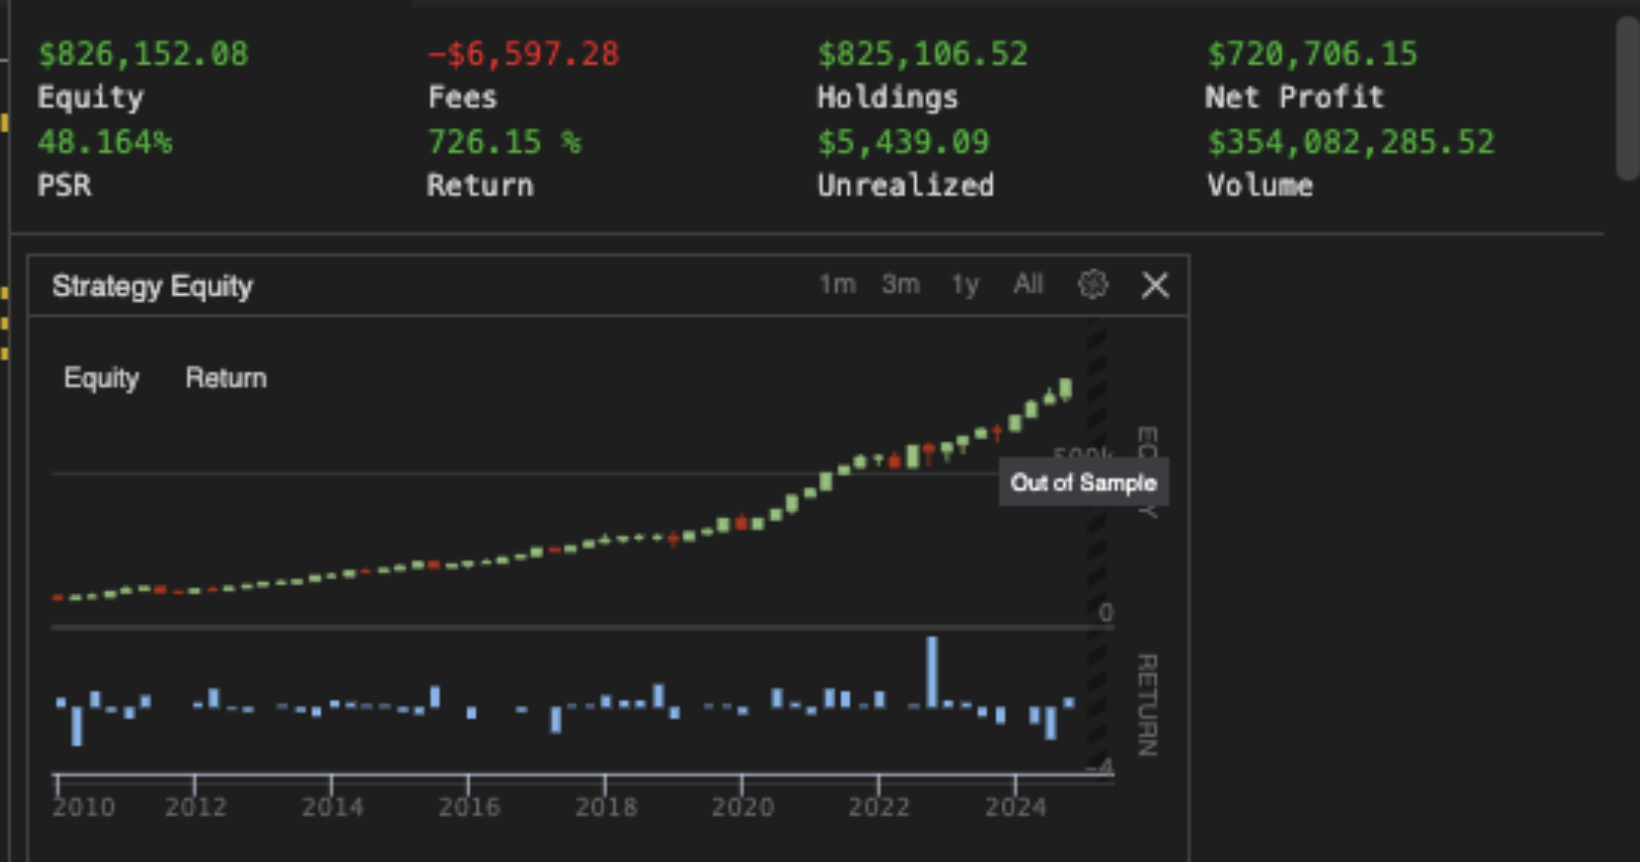 $826,152.08 -$6,597.28 $825,106.52 $720,706.15
Equity Fees Holdings Net Profit
48.164% 726.15 % $5,439.09 $354,082,285.52
PSR Return Unrealized Volume
Strategy Equity 1m 3m 1y All
Equity Return
Out of Sample
0
RETURN
-4
2010 2012 2014 2016 2018 2020 2022 2024